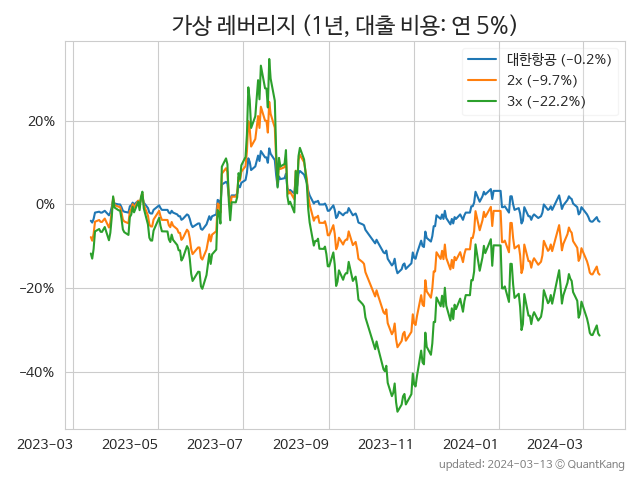 가상 레버리지 (1년, 대출 비용: 연 5%)
대한항공 (−0.2%)
2x (−9.7%)
3x (−22.2%)
20%
0%
−20%
−40%
2023-03 2023-05 2023-07 2023-09 2023-11 2024-01 2024-03
updated: 2024-03-13 © QuantKang